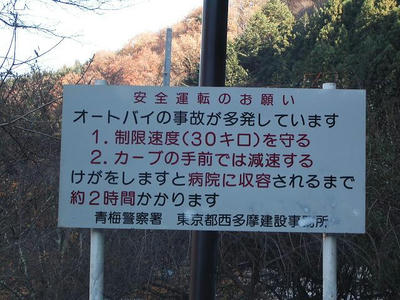 安全運転のお願い
オートバイの事故が多発しています
1. 制限速度(30キロ)を守る
2. カーブの手前では減速する
けがをしますと病院に収容されるまで
約2時間かかります
青梅警察署 東京都西多摩建設事務所